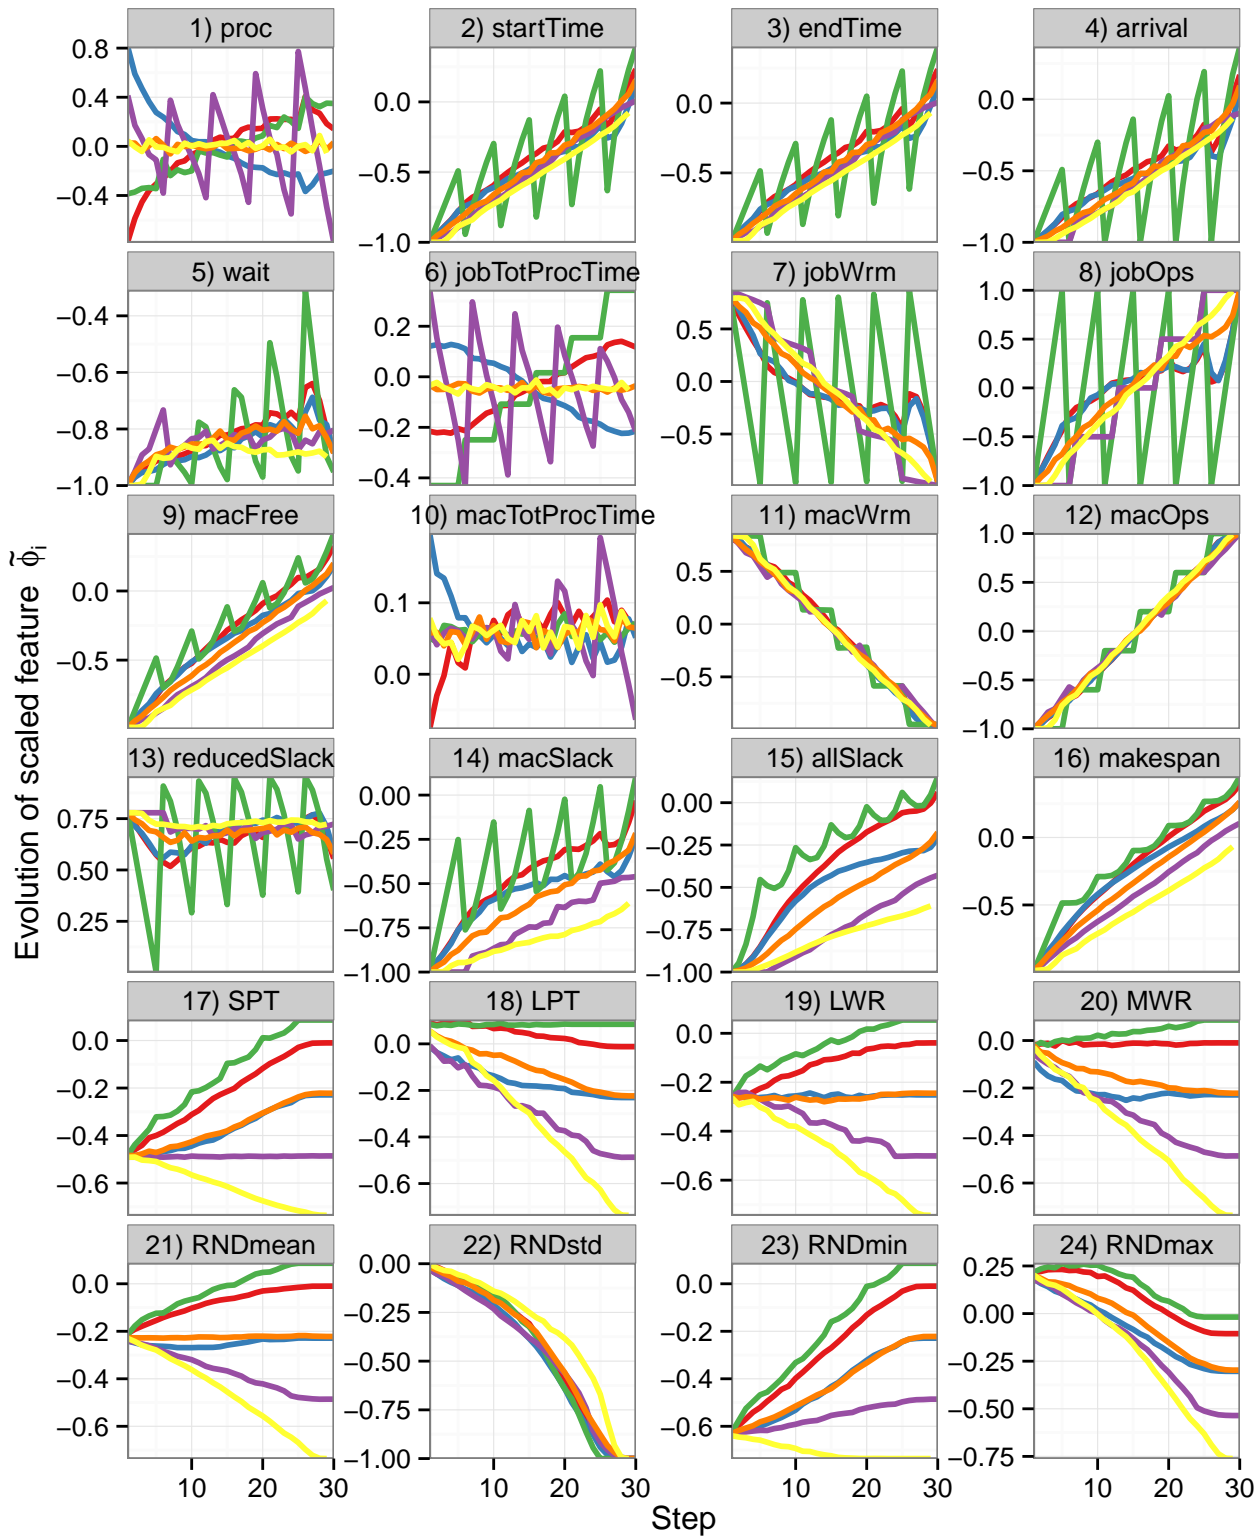 1) proc
2) startTime
3) endTime
4) arrival
0.8
0.4
0.0
−0.4
0.0
−0.5
−1.0
0.0
−0.5
0.0
−0.5
−1.0
5) wait
6) jobTotProcTime
7) jobWrm
8) jobOps
−0.4
−0.6
−0.8
−1.0
0.2
0.0
−0.2
−0.4
0.5
0.0
−0.5
1.0
0.5
0.0
−0.5
−1.0
9) macFree
10) macTotProcTime
11) macWrm
12) macOps
0.0
−0.5
0.1
0.0
0.5
0.0
−0.5
1.0
0.5
0.0
−0.5
−1.0
13) reducedSlack
14) macSlack
15) allSlack
16) makespan
0.75
0.50
0.25
0.00
−0.25
−0.50
−0.75
−1.00
0.00
−0.25
−0.50
−0.75
−1.00
0.0
−0.5
17) SPT
18) LPT
19) LWR
20) MWR
0.0
−0.2
−0.4
−0.6
0.0
−0.2
−0.4
−0.6
0.0
−0.2
−0.4
−0.6
0.0
−0.2
−0.4
−0.6
21) RNDmean
22) RNDstd
23) RNDmin
24) RNDmax
0.0
−0.2
−0.4
−0.6
0.00
−0.25
−0.50
−0.75
−1.00
0.0
−0.2
−0.4
−0.6
0.25
0.00
−0.25
−0.50
−0.75
10 20 30
10 20 30
10 20 30
10 20 30
Step
Evolution of scaled feature φ̃i